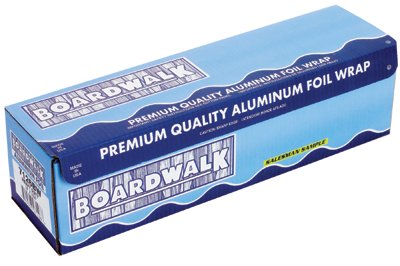 BOARDWALK
PREMIUM QUALITY ALUMINUM FOIL WRAP
MADE IN
USA
PREMIUM QUALITY ALUMINUM FOIL WRAP
BOARDWALK
SALESMAN SAMPLE